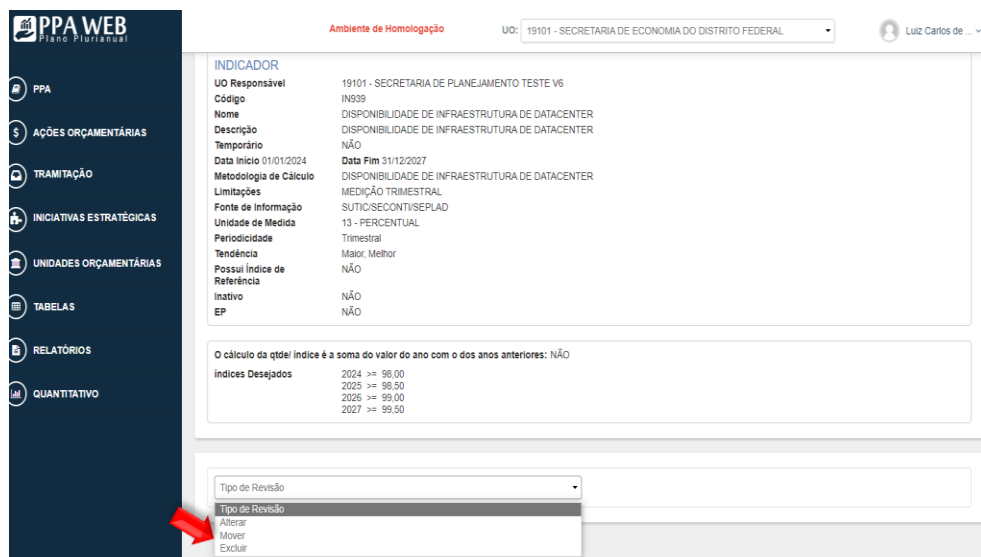 PPA WEB
Plano Plurianual
Ambiente de Homologação
UO: 19101 - SECRETARIA DE ECONOMIA DO DISTRITO FEDERAL
Luiz Carlos de ...
PPA
AÇÕES ORÇAMENTÁRIAS
TRAMITAÇÃO
INICIATIVAS ESTRATÉGICAS
UNIDADES ORÇAMENTÁRIAS
TABELAS
RELATÓRIOS
QUANTITATIVO
INDICADOR
UO Responsável 19101 - SECRETARIA DE PLANEJAMENTO TESTE V6
Código IN939
Nome DISPONIBILIDADE DE INFRAESTRUTURA DE DATACENTER
Descrição DISPONIBILIDADE DE INFRAESTRUTURA DE DATACENTER
Temporário NÃO
Data Início 01/01/2024 Data Fim 31/12/2027
Metodologia de Cálculo DISPONIBILIDADE DE INFRAESTRUTURA DE DATACENTER
Limitações MEDIÇÃO TRIMESTRAL
Fonte de Informação SUTIC/SECONTI/SEPLAD
Unidade de Medida 13 - PERCENTUAL
Periodicidade Trimestral
Tendência Maior, Melhor
Possui Índice de NÃO
Referência
Inativo NÃO
EP NÃO
O cálculo da qtde/ índice é a soma do valor do ano com o dos anos anteriores: NÃO
Índices Desejados 2024 >= 98,00
2025 >= 98,50
2026 >= 99,00
2027 >= 99,50
Tipo de Revisão
Tipo de Revisão
Alterar
Mover
Excluir